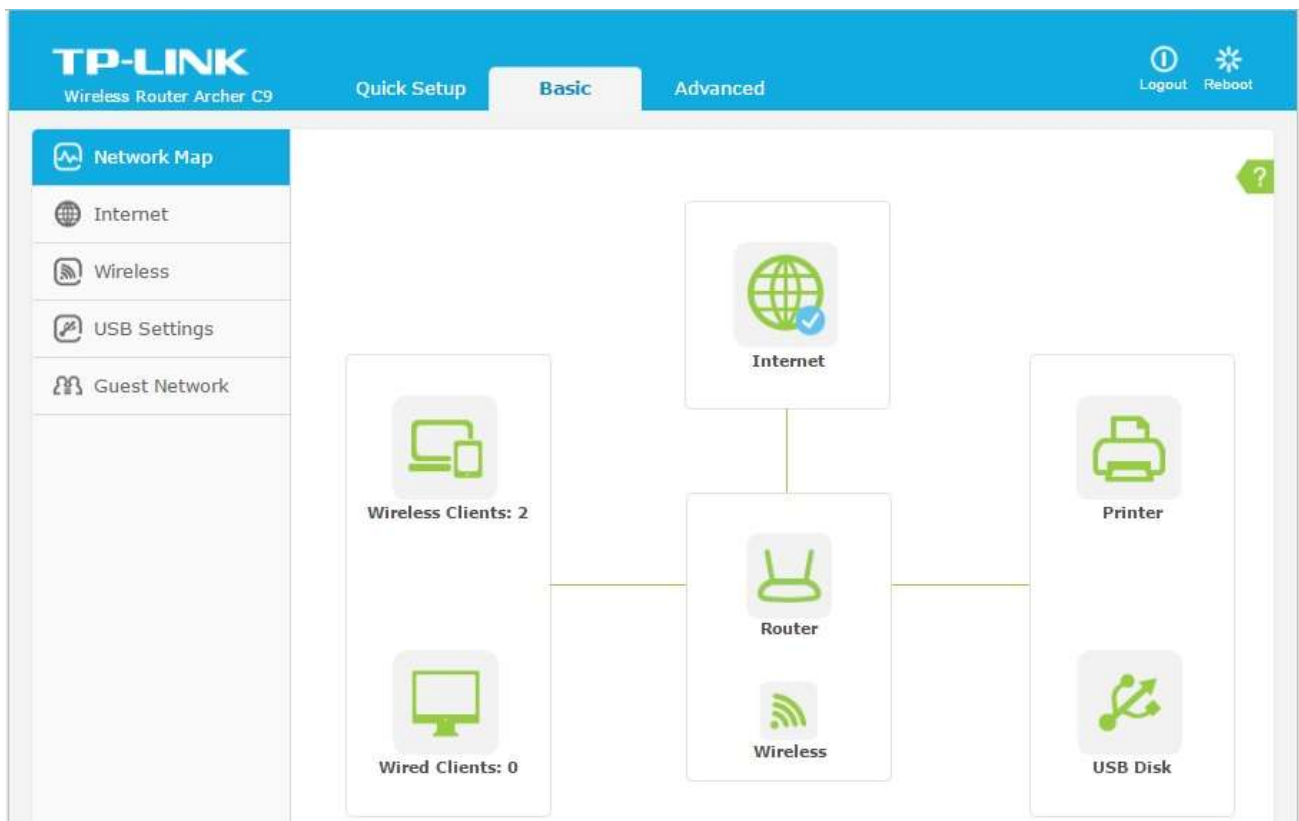 TP-LINK
Wireless Router Archer C9
Quick Setup
Basic
Advanced
Logout
Reboot
Network Map
Internet
Wireless
USB Settings
Guest Network
?
Internet
Wireless Clients: 2
Printer
Router
Wireless
Wired Clients: 0
USB Disk